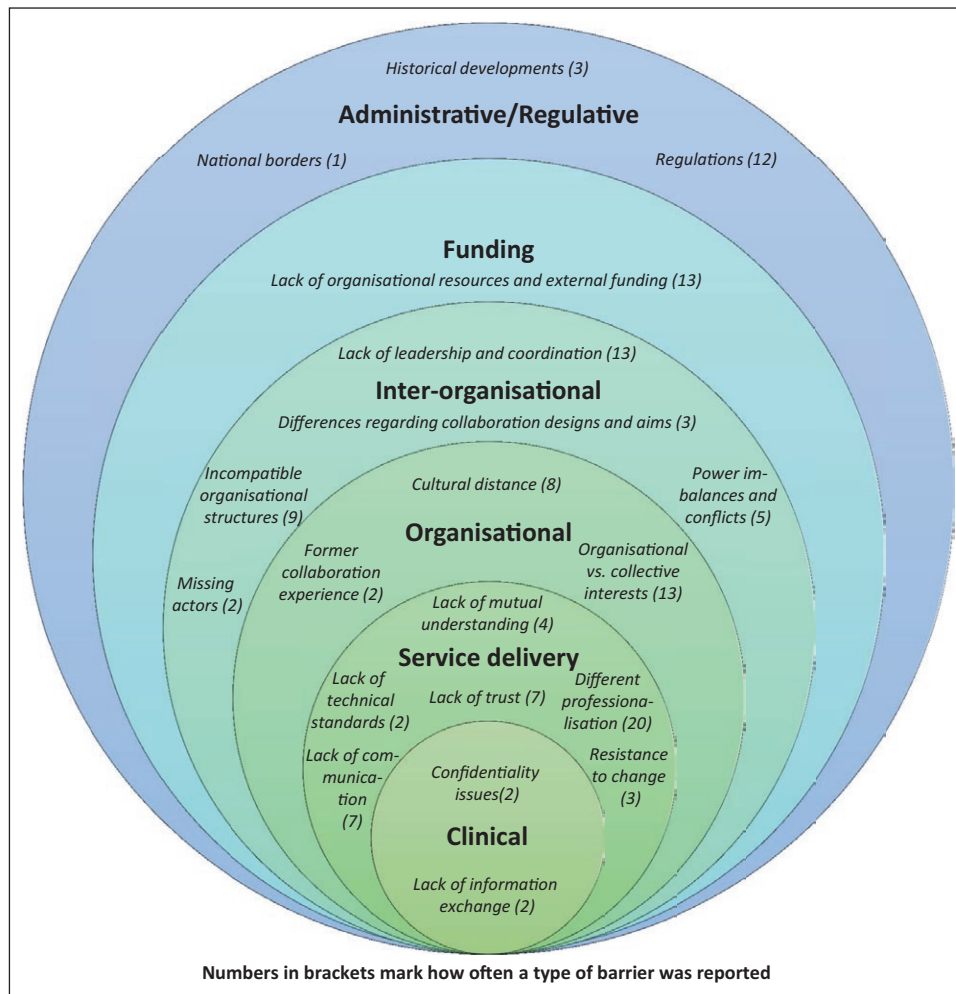 Historical developments (3)
Administrative/Regulative
National borders (1)
Regulations (12)
Funding
Lack of organisational resources and external funding (13)
Lack of leadership and coordination (13)
Inter-organisational
Differences regarding collaboration designs and aims (3)
Incompatible
organisational
structures (9)
Power im-
balances and
conflicts (5)
Missing
actors (2)
Cultural distance (8)
Organisational
Former
collaboration
experience (2)
Organisational
vs. collective
interests (13)
Lack of mutual
understanding (4)
Service delivery
Lack of
technical
standards (2)
Lack of trust (7)
Different
professiona-
lisation (20)
Lack of com-
munica-
tion
(7)
Resistance
to change
(3)
Confidentiality
issues(2)
Clinical
Lack of information
exchange (2)
Numbers in brackets mark how often a type of barrier was reported